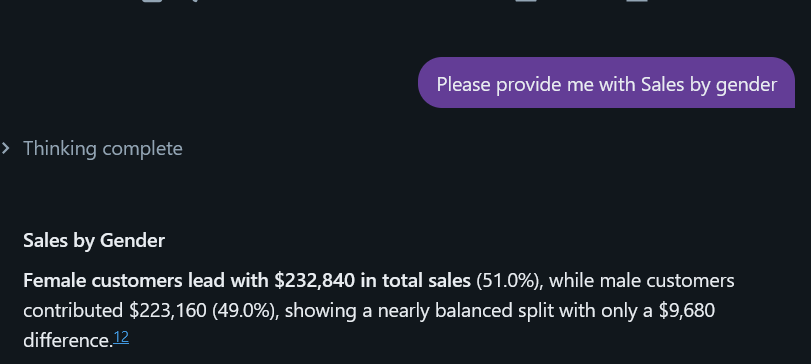 Please provide me with Sales by gender
Thinking complete
Sales by Gender
Female customers lead with $232,840 in total sales (51.0%), while male customers
contributed $223,160 (49.0%), showing a nearly balanced split with only a $9,680
difference.12